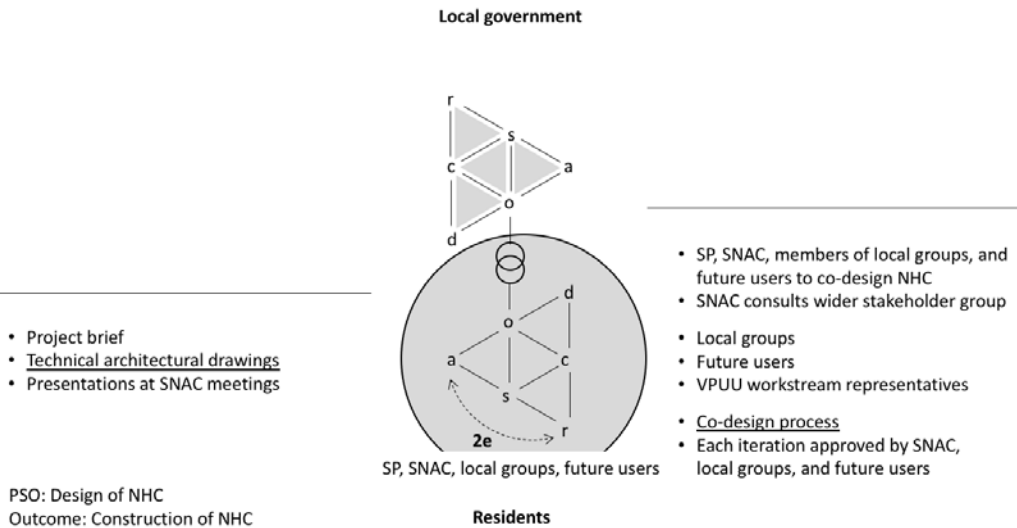 Local government
r
s
c
a
o
d
d
o
a
c
s
r
2e
SP, SNAC, local groups, future users
• Project brief
• Technical architectural drawings
• Presentations at SNAC meetings
• SP, SNAC, members of local groups, and
future users to co-design NHC
• SNAC consults wider stakeholder group
• Local groups
• Future users
• VPUU workstream representatives
• Co-design process
• Each iteration approved by SNAC,
local groups, and future users
PSO: Design of NHC
Outcome: Construction of NHC
Residents